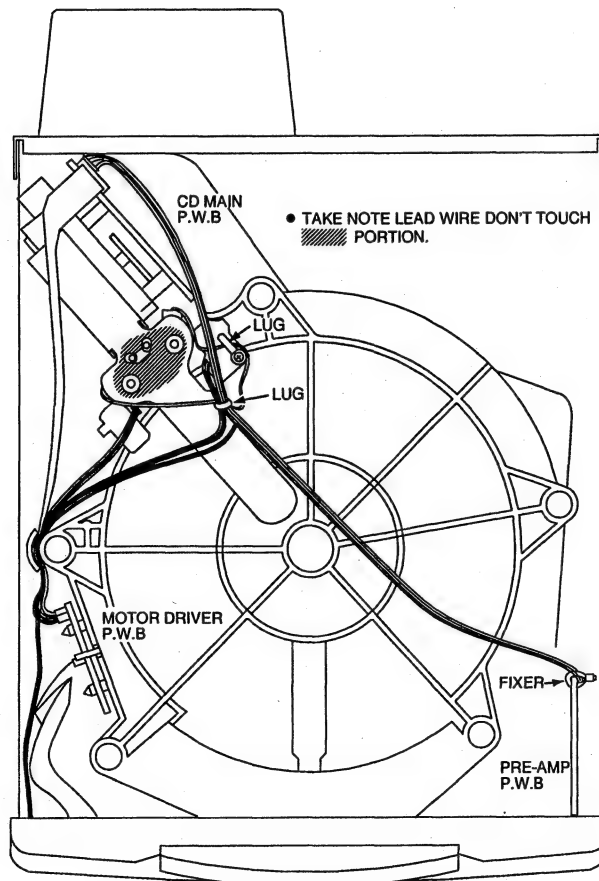 CD MAIN
P.W.B
• TAKE NOTE LEAD WIRE DON'T TOUCH
PORTION.
LUG
LUG
MOTOR DRIVER
P.W.B
FIXER
PRE-AMP
P.W.B